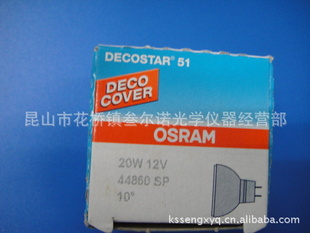 DECOSTAR® 51
DECO
COVER
昆山市花桥镇叁尔诺光学仪器经营部
OSRAM
20W 12V
44860 SP
10°
kssengxyq.cn.alibaba.com